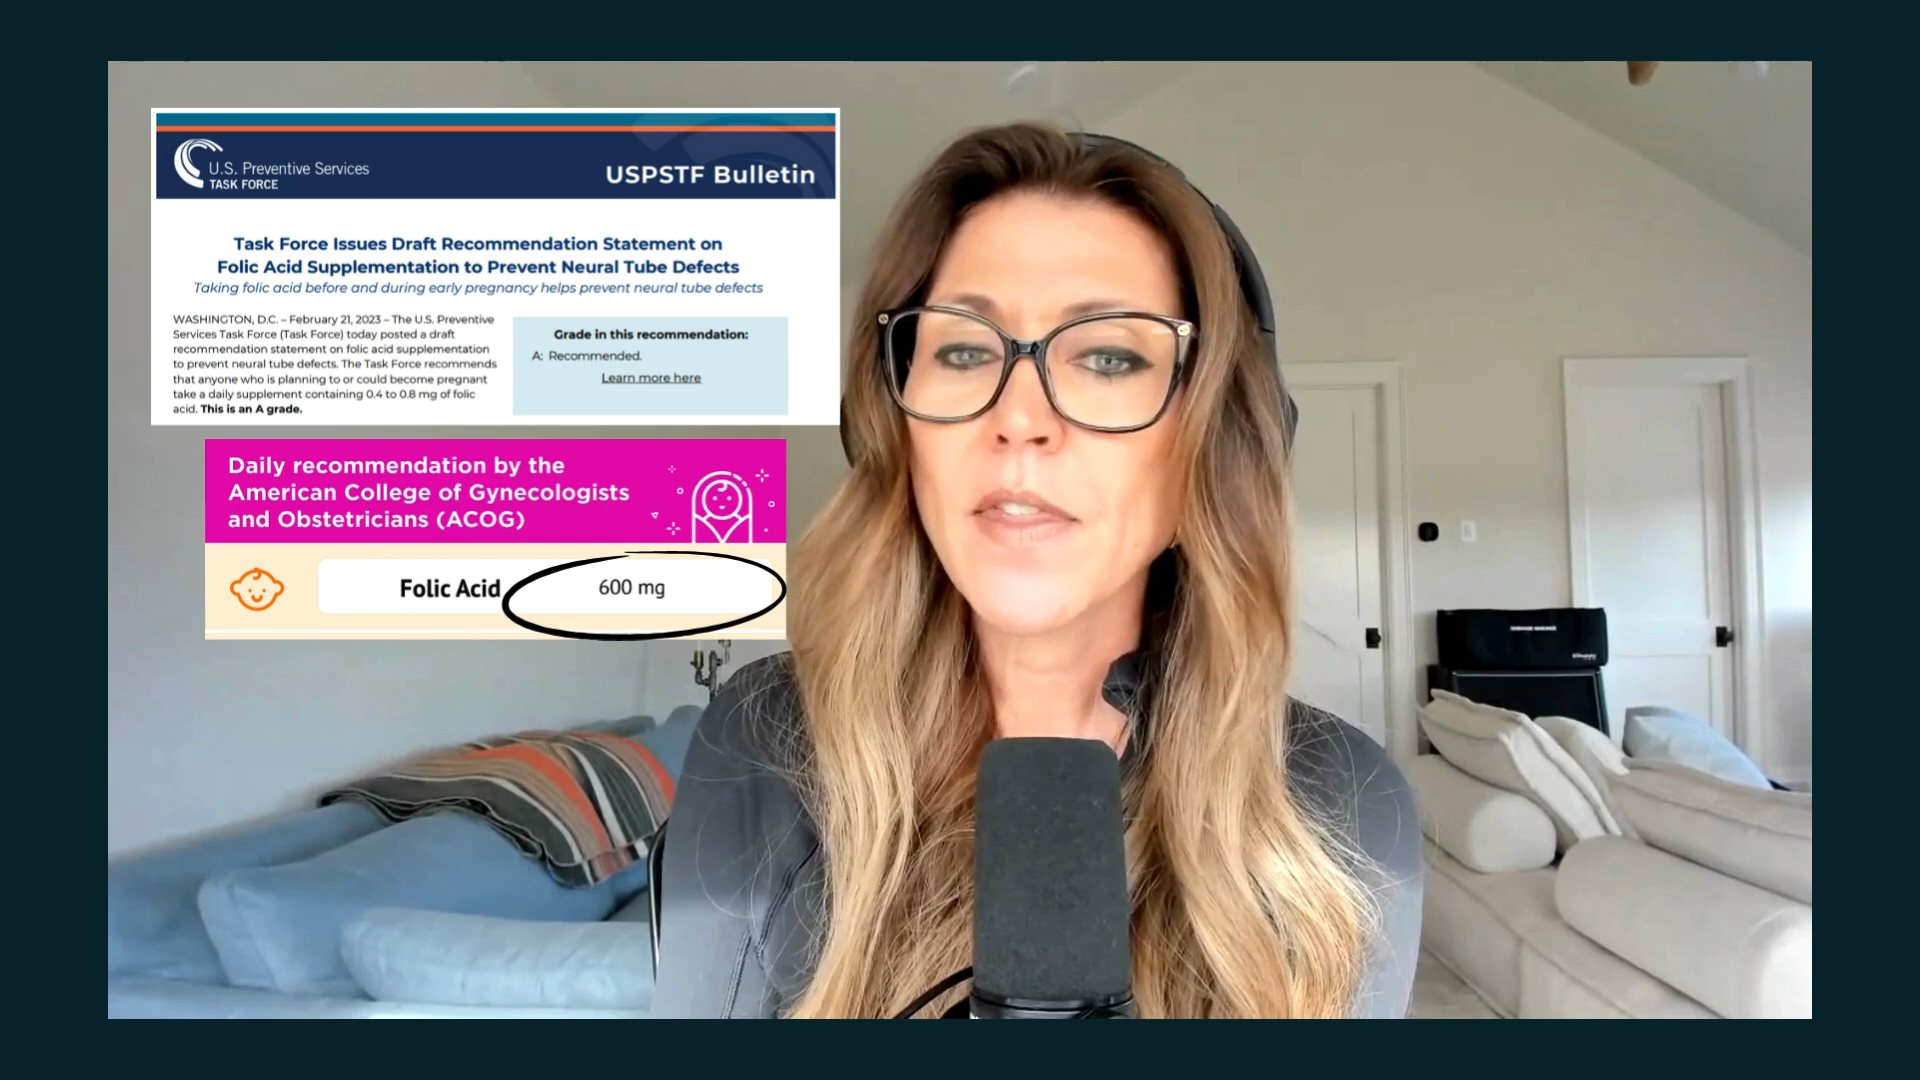 U.S. Preventive Services
TASK FORCE
USPSTF Bulletin
Task Force Issues Draft Recommendation Statement on
Folic Acid Supplementation to Prevent Neural Tube Defects
Taking folic acid before and during early pregnancy helps prevent neural tube defects
WASHINGTON, D.C. – February 21, 2023 – The U.S. Preventive
Services Task Force (Task Force) today posted a draft
recommendation statement on folic acid supplementation
to prevent neural tube defects. The Task Force recommends
that anyone who is planning to or could become pregnant
take a daily supplement containing 0.4 to 0.8 mg of folic
acid. This is an A grade.
Grade in this recommendation:
A: Recommended.
Learn more here
Daily recommendation by the
American College of Gynecologists
and Obstetricians (ACOG)
Folic Acid 600 mg